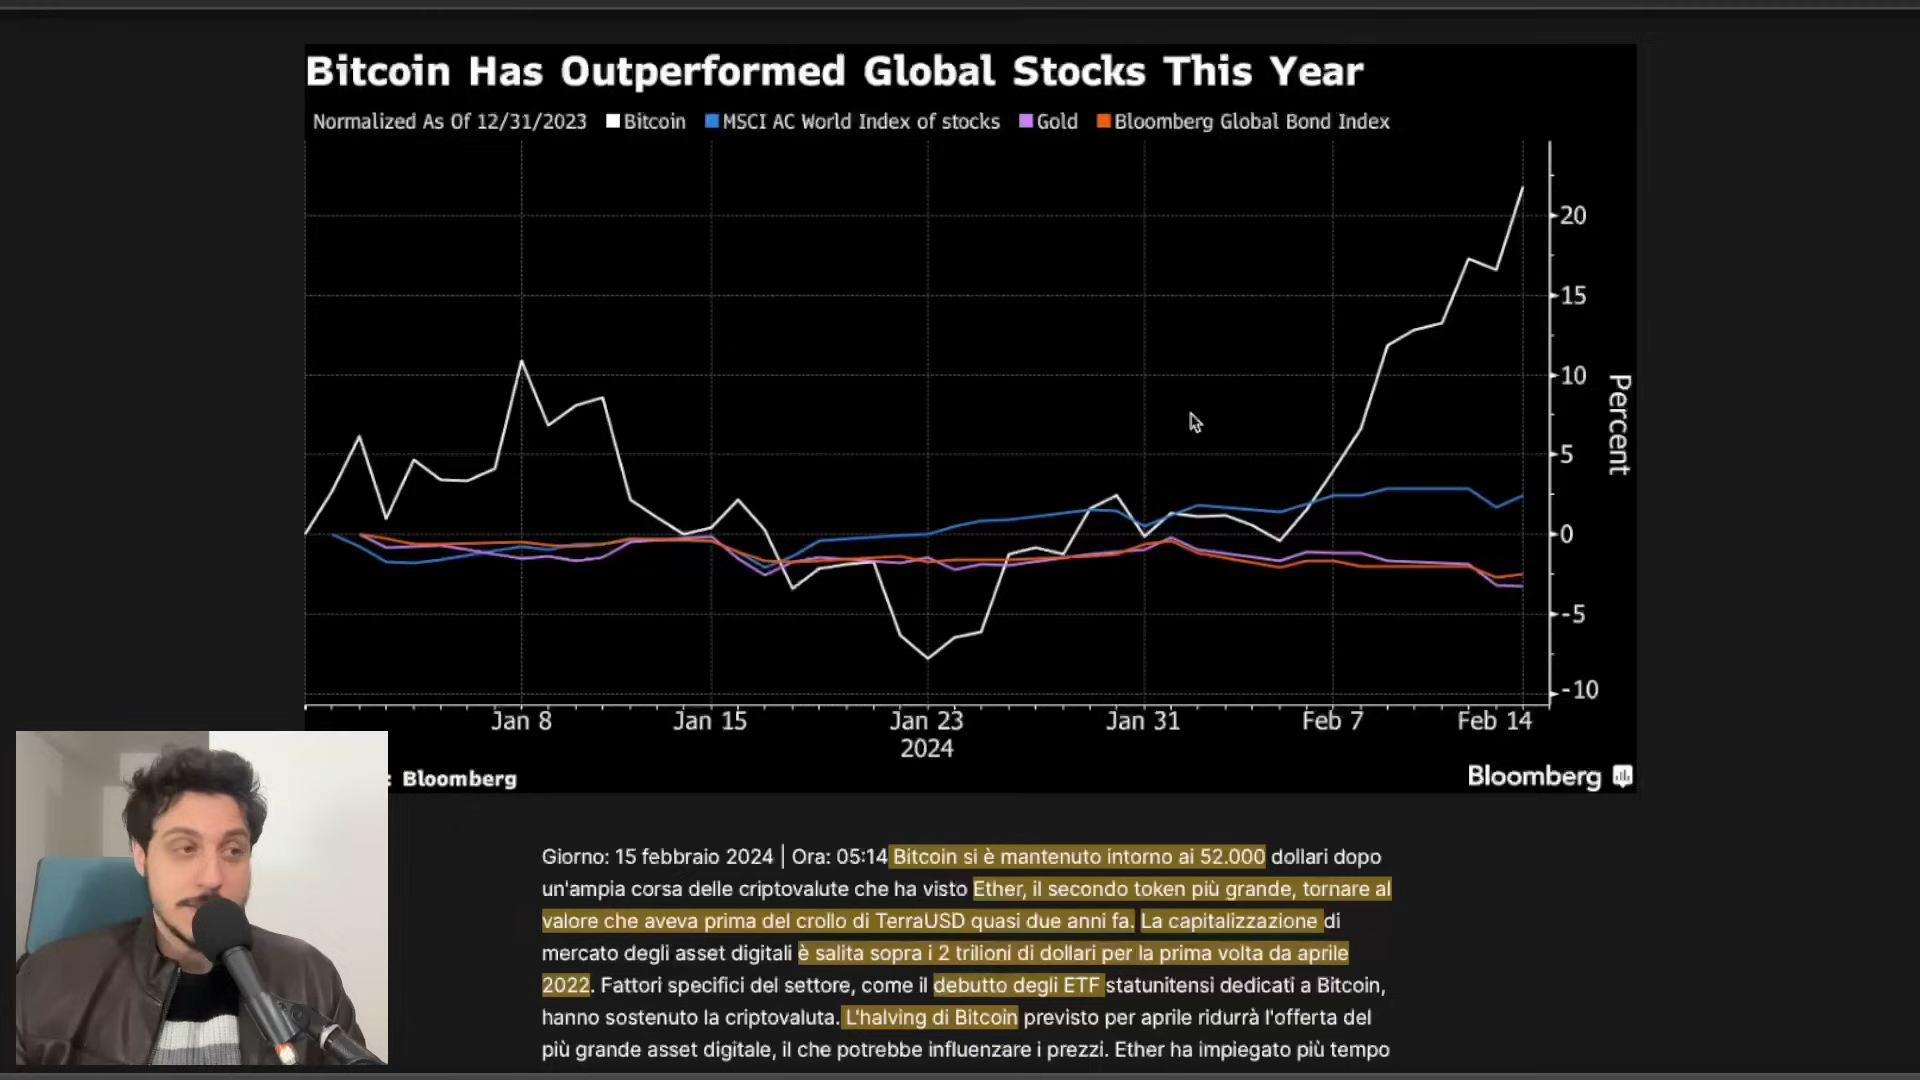 Bitcoin Has Outperformed Global Stocks This Year
Normalized As Of 12/31/2023 Bitcoin MSCI AC World Index of stocks Gold Bloomberg Global Bond Index
20
15
10
5
0
-5
-10
Percent
Jan 8 Jan 15 Jan 23 Jan 31 Feb 7 Feb 14
2024
: Bloomberg
Bloomberg
Giorno: 15 febbraio 2024 | Ora: 05:14 Bitcoin si è mantenuto intorno ai 52.000 dollari dopo
un'ampia corsa delle criptovalute che ha visto Ether, il secondo token più grande, tornare al
valore che aveva prima del crollo di TerraUSD quasi due anni fa. La capitalizzazione di
mercato degli asset digitali è salita sopra i 2 trilioni di dollari per la prima volta da aprile
2022. Fattori specifici del settore, come il debutto degli ETF statunitensi dedicati a Bitcoin,
hanno sostenuto la criptovaluta. L'halving di Bitcoin previsto per aprile ridurrà l'offerta del
più grande asset digitale, il che potrebbe influenzare i prezzi. Ether ha impiegato più tempo